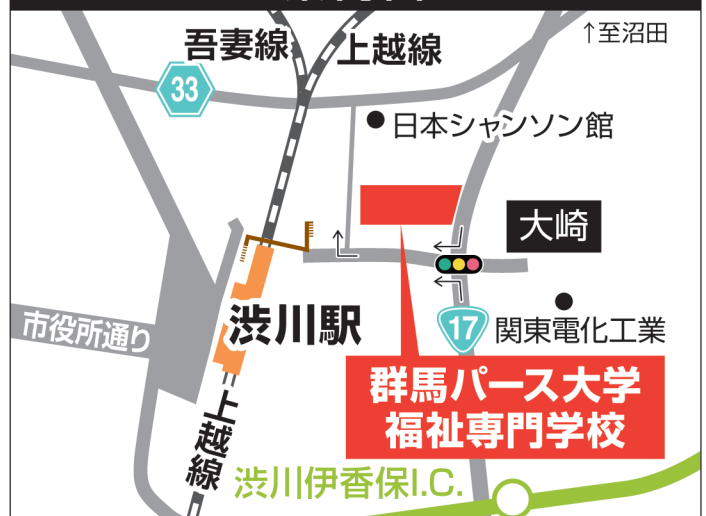 吾妻線
上越線
↑至沼田
33
日本シャンソン館
大崎
市役所通り
渋川駅
17
関東電化工業
群馬パース大学
福祉専門学校
上越線
渋川伊香保I.C.